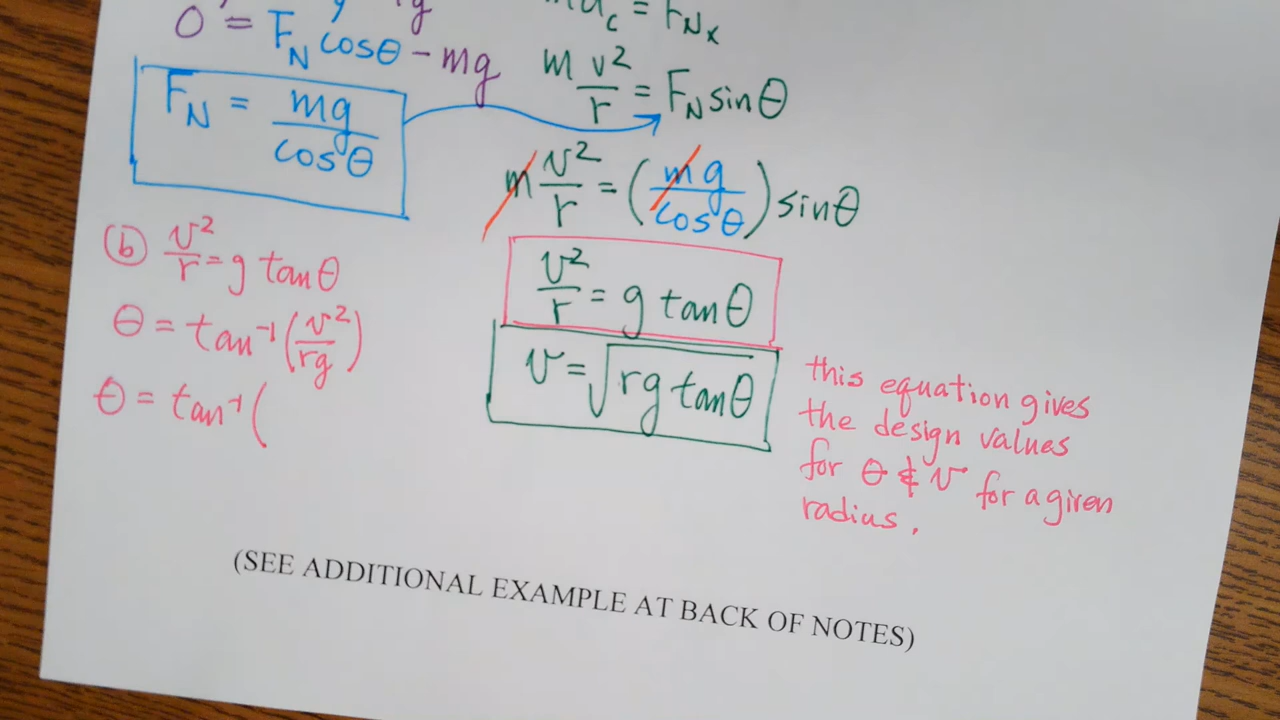 0 = F_N cosθ - mg
F_N = mg/cosθ
= F_Nx
m v²/r = F_N sinθ
m v²/r = (mg/cosθ) sinθ
v²/r = g tanθ
v = √(rg tanθ)
(b) v²/r = g tanθ
θ = tan⁻¹(v²/rg)
θ = tan⁻¹(
this equation gives
the design values
for θ & v for a given
radius.
(SEE ADDITIONAL EXAMPLE AT BACK OF NOTES)